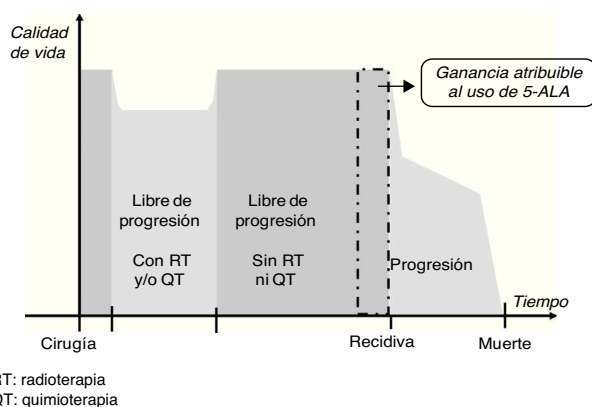 Calidad
de vida
Ganancia atribuible
al uso de 5-ALA
Libre de
progresión
Con RT
y/o QT
Libre de
progresión
Sin RT
ni QT
Progresión
Tiempo
Cirugía
Recidiva
Muerte
RT: radioterapia
QT: quimioterapia